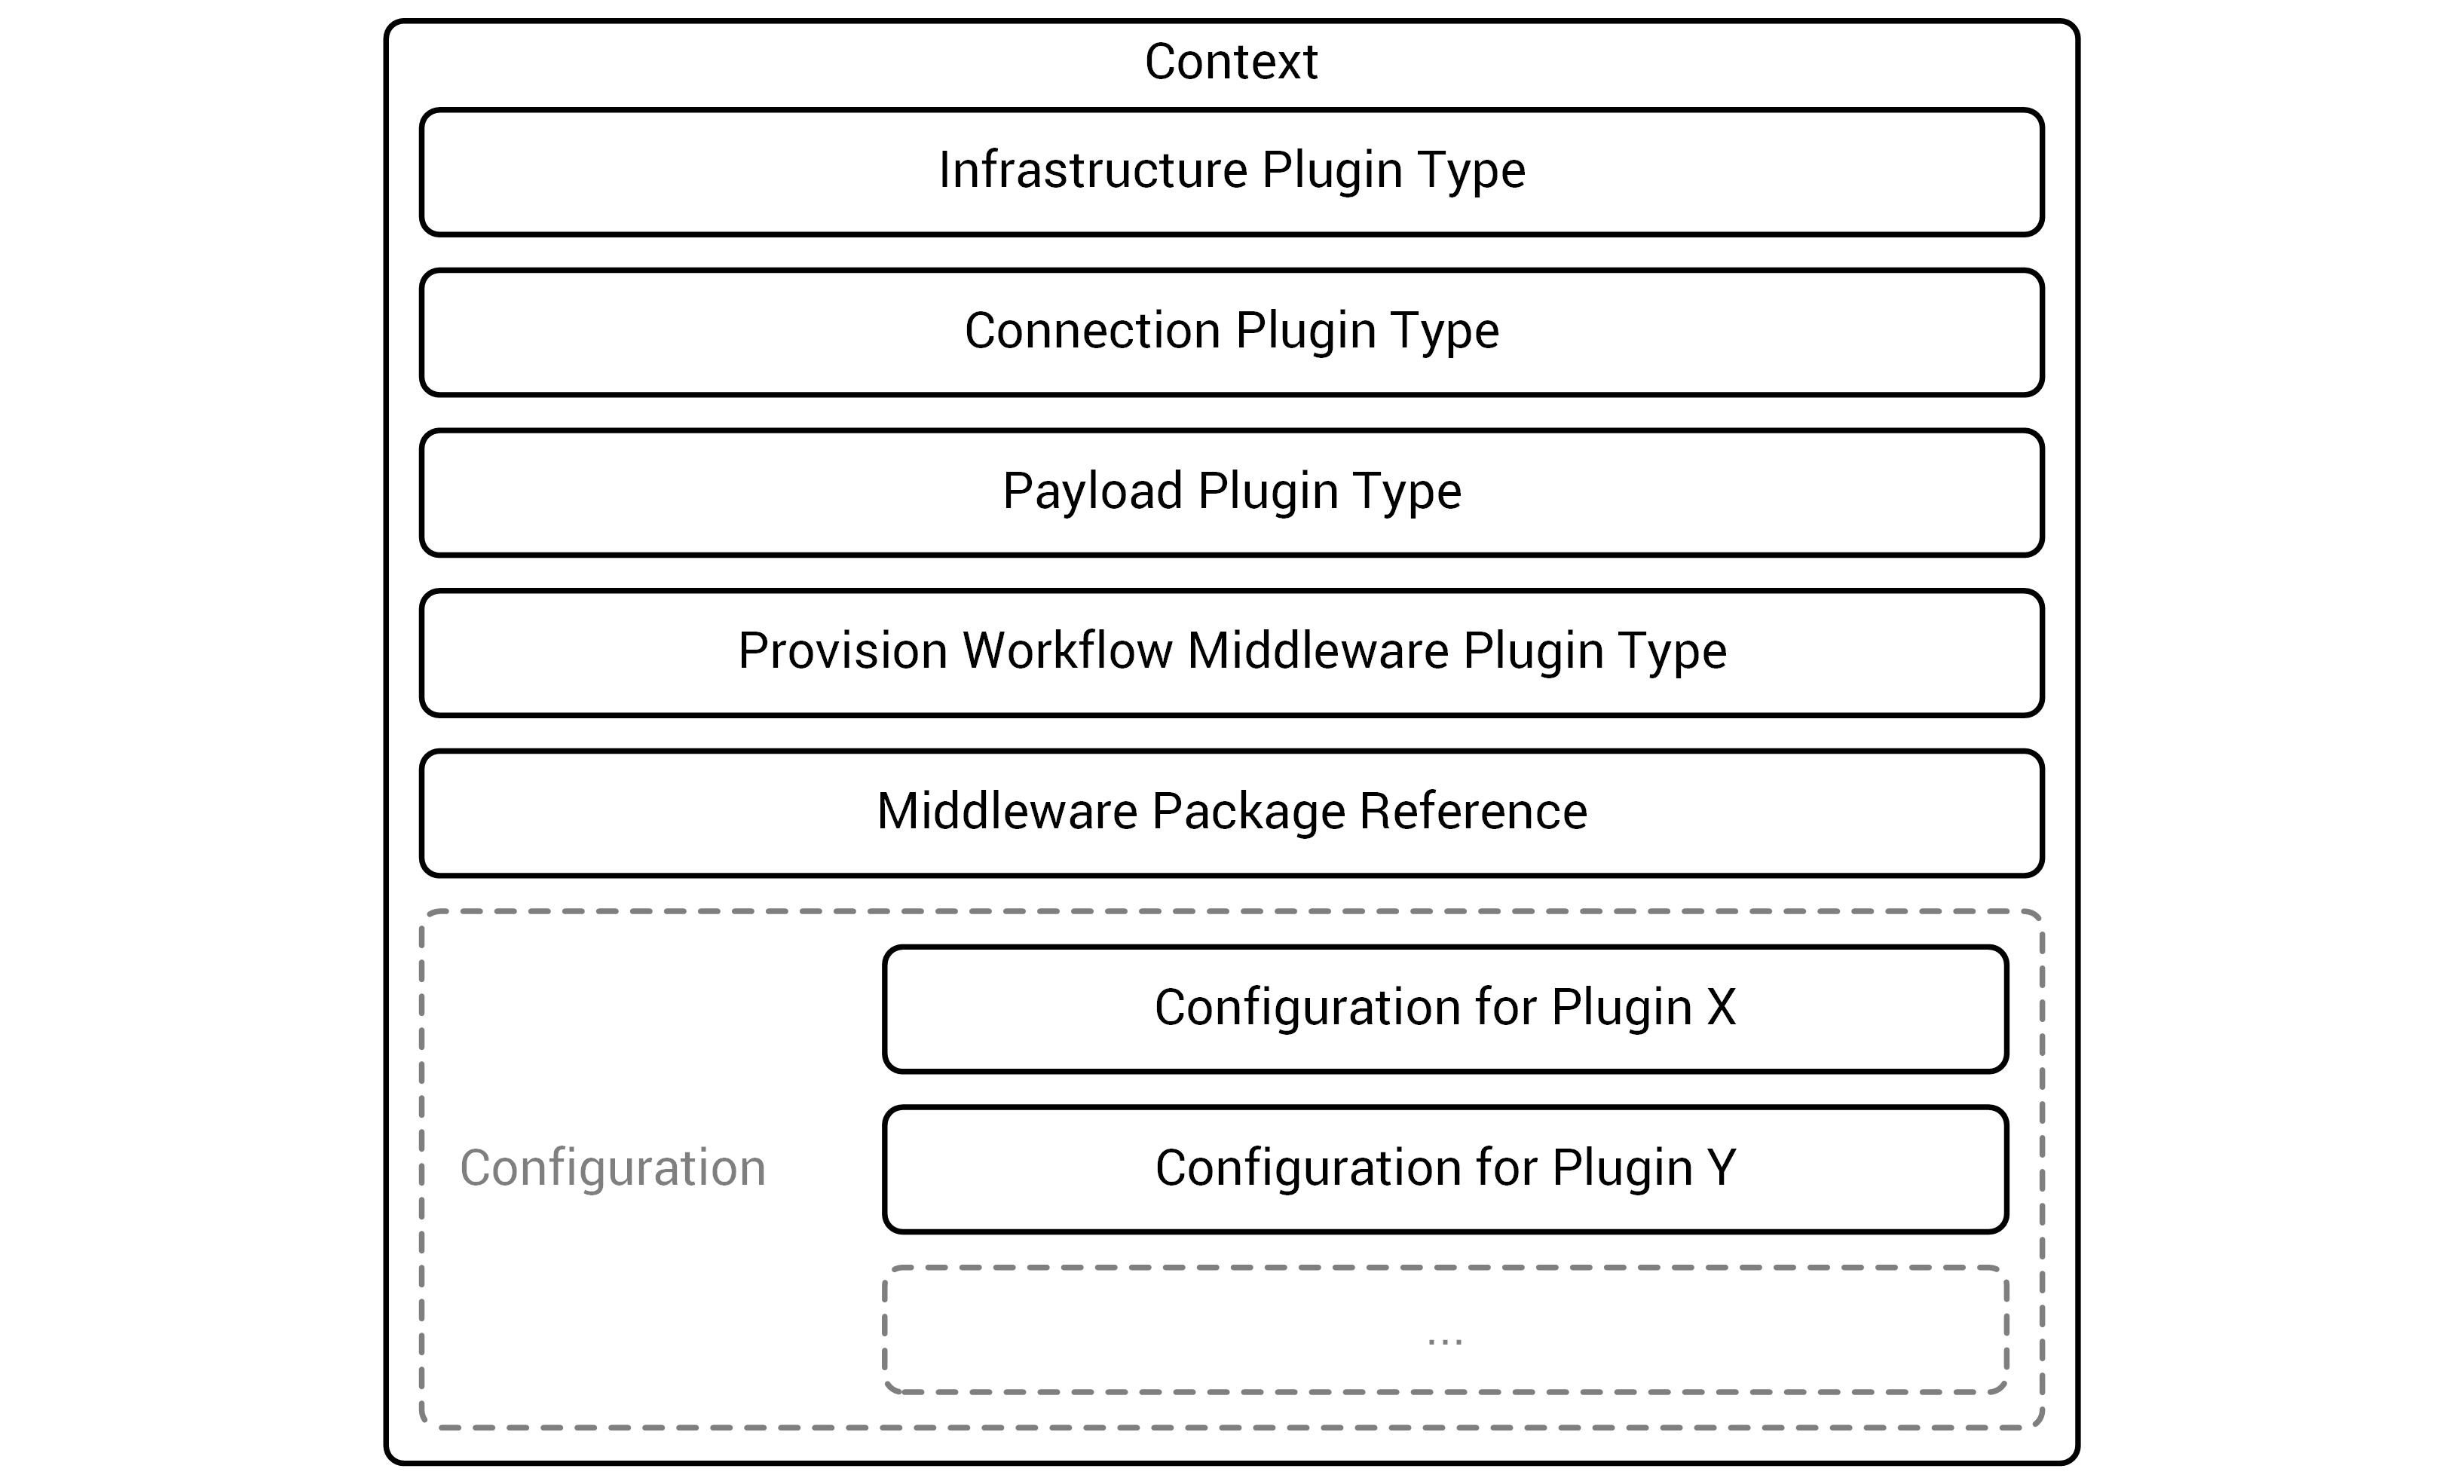 Context
Infrastructure Plugin Type
Connection Plugin Type
Payload Plugin Type
Provision Workflow Middleware Plugin Type
Middleware Package Reference
Configuration for Plugin X
Configuration
Configuration for Plugin Y
...